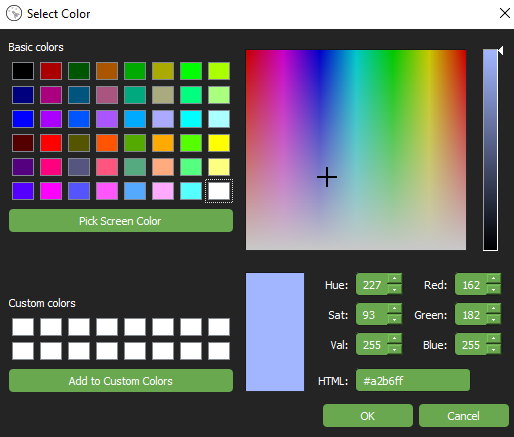 Select Color
Basic colors
Pick Screen Color
Custom colors
Add to Custom Colors
Hue: 227 Red: 162
Sat: 93 Green: 182
Val: 255 Blue: 255
HTML: #a2b6ff
OK Cancel